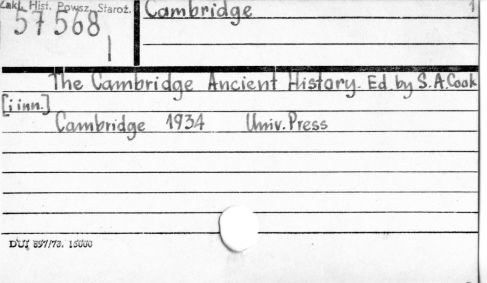 Zakł. Hist. Powsz. Staroż.
57568
1
Cambridge 1
The Cambridge Ancient History. Ed. by S.A.Cook
[i inn.]
Cambridge 1934 Univ. Press
DUJ 897/73. 15000